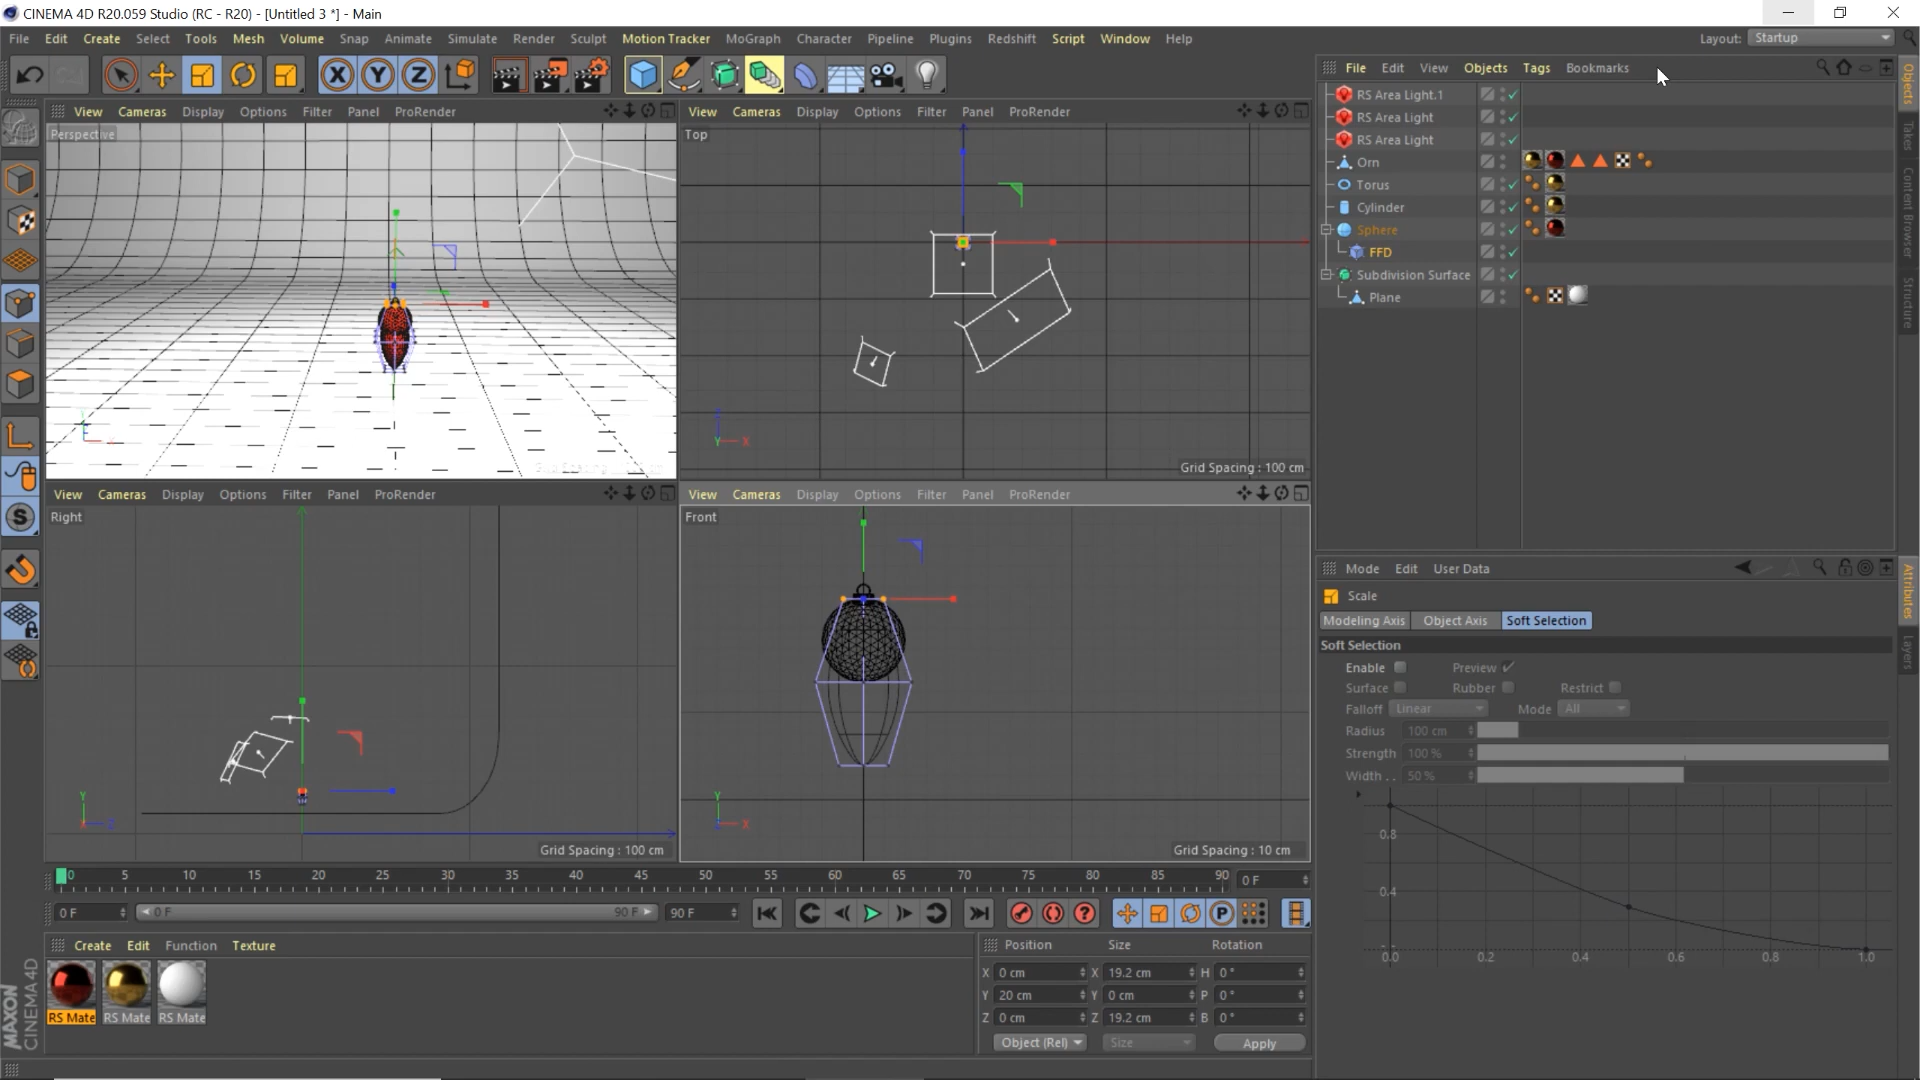 CINEMA 4D R20.059 Studio (RC - R20) - [Untitled 3 *] - Main
File Edit Create Select Tools Mesh Volume Snap Animate Simulate Render Sculpt Motion Tracker MoGraph Character Pipeline Plugins Redshift Script Window Help
Layout: Startup
File Edit View Objects Tags Bookmarks
RS Area Light.1
RS Area Light
RS Area Light
Orn
Torus
Cylinder
Sphere
FFD
Subdivision Surface
Plane
Objects
Takes
Content Browser
Structure
View Cameras Display Options Filter Panel ProRender
Perspective
View Cameras Display Options Filter Panel ProRender
Top
Y X
Grid Spacing : 100 cm
View Cameras Display Options Filter Panel ProRender
Right
Y
Grid Spacing : 100 cm
View Cameras Display Options Filter Panel ProRender
Front
Y
X
Grid Spacing : 10 cm
Mode Edit User Data
Scale
Modeling Axis Object Axis Soft Selection
Soft Selection
Enable Preview
Surface Rubber Restrict
Falloff Linear Mode All
Radius 100 cm
Strength 100 %
Width . . 50 %
0.8
0.4
0.0 0.2 0.4 0.6 0.8 1.0
Attributes
Layers
0 5 10 15 20 25 30 35 40 45 50 55 60 65 70 75 80 85 90 0 F
0 F 0 F 90 F 90 F
Create Edit Function Texture
RS Mate RS Mate RS Mate
Position Size Rotation
X 0 cm X 19.2 cm H 0 °
Y 20 cm Y 0 cm P 0 °
Z 0 cm Z 19.2 cm B 0 °
Object (Rel) Size Apply
MAXON
CINEMA 4D